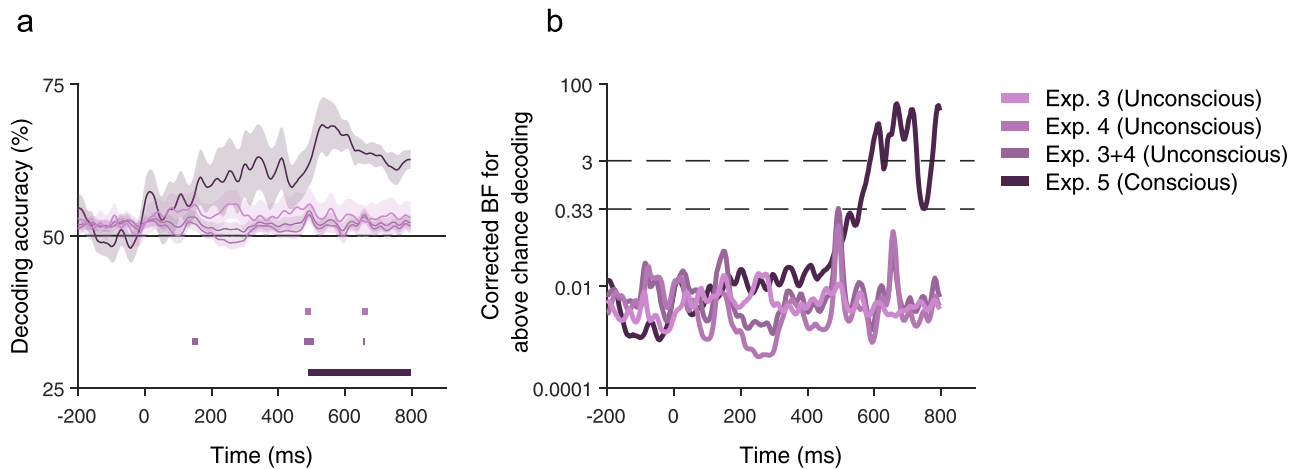 a
Decoding accuracy (%)
75
50
25
-200
0
200
400
600
800
Time (ms)
b
Corrected BF for
above chance decoding
100
3
0.33
0.01
0.0001
-200
0
200
400
600
800
Time (ms)
Exp. 3 (Unconscious)
Exp. 4 (Unconscious)
Exp. 3+4 (Unconscious)
Exp. 5 (Conscious)